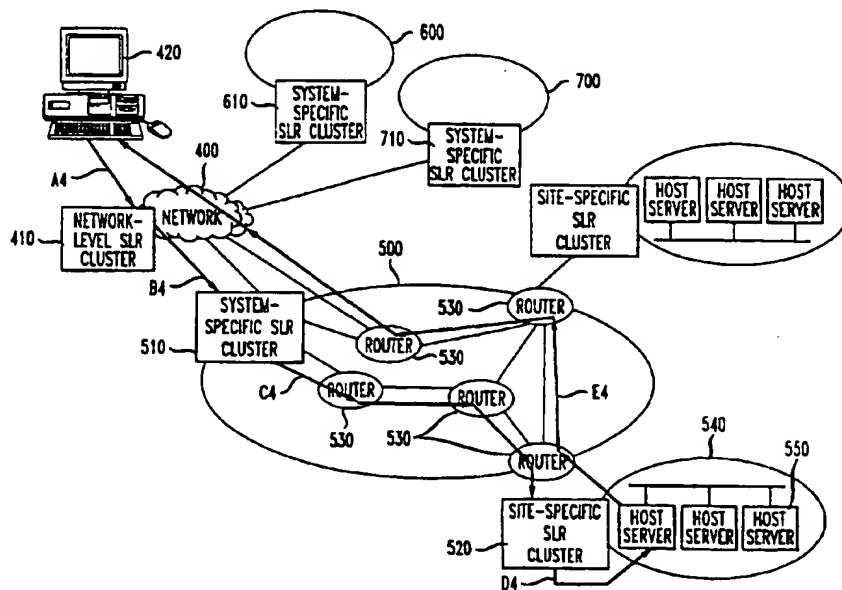 420
600
610
SYSTEM-
SPECIFIC
SLR CLUSTER
700
710
SYSTEM-
SPECIFIC
SLR CLUSTER
A4
400
NETWORK
410
NETWORK-
LEVEL SLR
CLUSTER
SITE-SPECIFIC
SLR
CLUSTER
HOST
SERVER
HOST
SERVER
HOST
SERVER
B4
500
530
ROUTER
510
SYSTEM-
SPECIFIC SLR
CLUSTER
ROUTER
530
C4
ROUTER
530
ROUTER
530
E4
ROUTER
540
550
520
SITE-SPECIFIC
SLR
CLUSTER
HOST
SERVER
HOST
SERVER
HOST
SERVER
D4